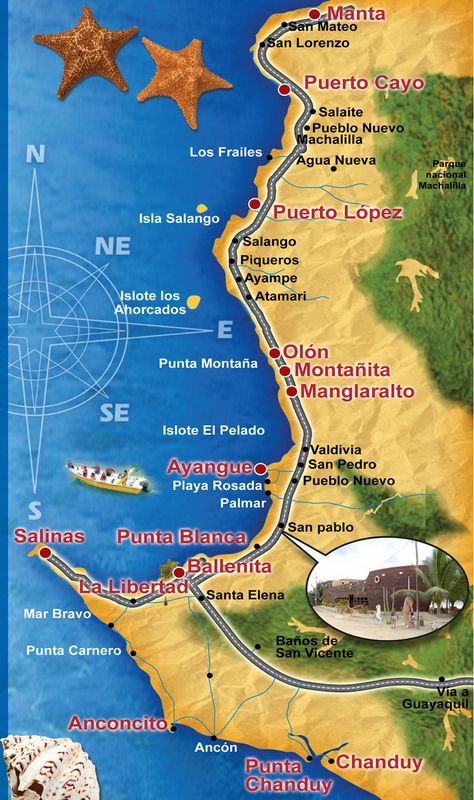 Manta
San Mateo
San Lorenzo
Puerto Cayo
Salaite
Pueblo Nuevo
Machalilla
Los Frailes
Agua Nueva
Parque
nacional
Machalilla
N
Puerto López
Isla Salango
NE
Salango
Piqueros
Ayampe
Atamari
Islote los
Ahorcados
E
Olón
Punta Montaña
Montañita
Manglaralto
SE
Islote El Pelado
Valdivia
Ayangue
San Pedro
Playa Rosada
Pueblo Nuevo
Palmar
S
San pablo
Salinas
Punta Blanca
Ballenita
La Libertad
Santa Elena
Mar Bravo
Baños de
San Vicente
Punta Carnero
Vía a
Guayaquil
Anconcito
Ancón
Punta
Chanduy
Chanduy